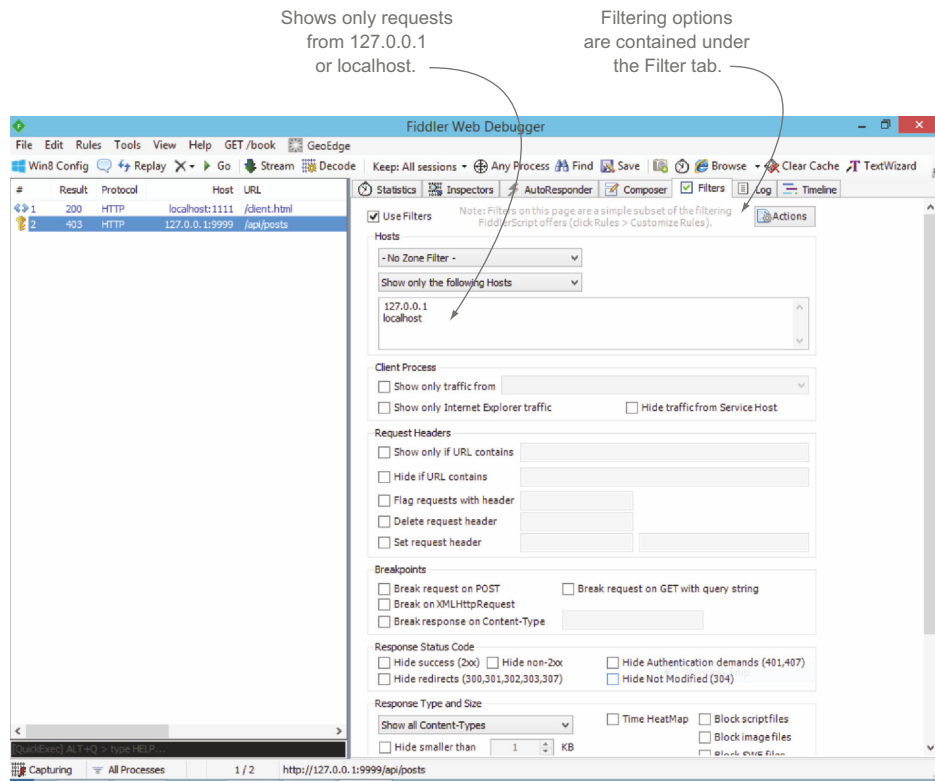 Shows only requests
from 127.0.0.1
or localhost.
Filtering options
are contained under
the Filter tab.
Fiddler Web Debugger
File Edit Rules Tools View Help GET/book GeoEdge
Win8 Config Replay X Go Stream Decode Keep: All sessions Any Process Find Save Browse Clear Cache TextWizard
# Result Protocol Host URL
1 200 HTTP localhost:1111 /client.html
2 403 HTTP 127.0.0.1:9999 /api/posts
Statistics Inspectors AutoResponder Composer Filters Log Timeline
Use Filters
Note: Filters on this page are a simple subset of the filtering
FiddlerScript offers (click Rules > Customize Rules).
Actions
Hosts
- No Zone Filter -
Show only the following Hosts
127.0.0.1
localhost
Client Process
Show only traffic from
Show only Internet Explorer traffic Hide traffic from Service Host
Request Headers
Show only if URL contains
Hide if URL contains
Flag requests with header
Delete request header
Set request header
Breakpoints
Break request on POST Break request on GET with query string
Break on XMLHttpRequest
Break response on Content-Type
Response Status Code
Hide success (2xx) Hide non-2xx Hide Authentication demands (401,407)
Hide redirects (300,301,302,303,307) Hide Not Modified (304)
Response Type and Size
Show all Content-Types Time HeatMap Block scriptfiles
Block image files
Hide smaller than 1 KB Block SWF files
[QuickExec] ALT+Q > type HELP...
Capturing All Processes 1 / 2 http://127.0.0.1:9999/api/posts